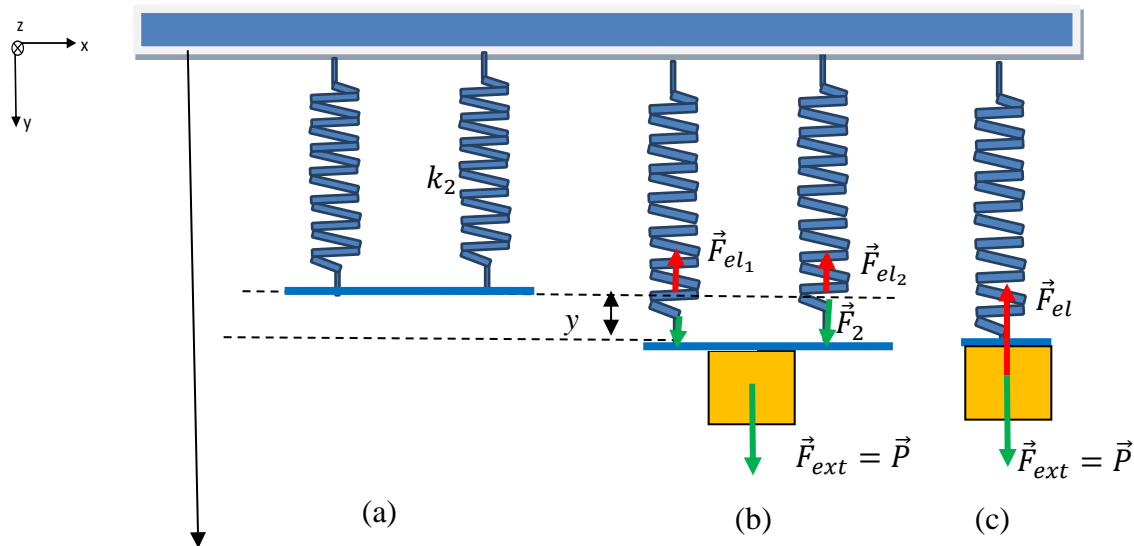 z
x
y
k₂
F⃗ₑₗ₁
F⃗ₑₗ₂
F⃗ₑₗ
y
F⃗₂
F⃗ₑₓₜ = P⃗
F⃗ₑₓₜ = P⃗
(a)
(b)
(c)